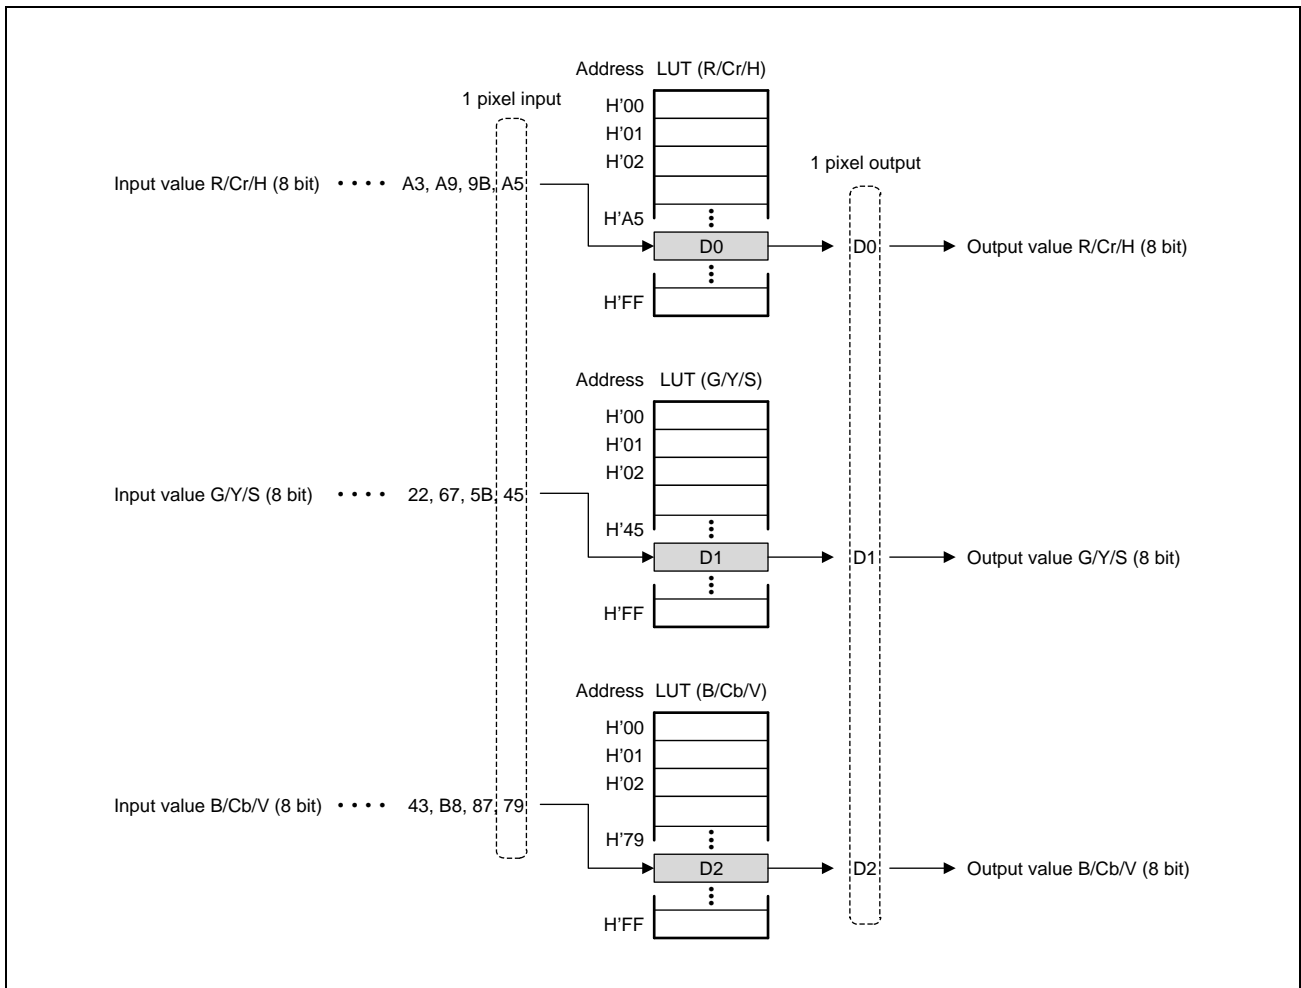 Address LUT (R/Cr/H)
1 pixel input
H'00
H'01
H'02
1 pixel output
Input value R/Cr/H (8 bit) • • • • A3, A9, 9B, A5
H'A5
D0
D0
Output value R/Cr/H (8 bit)
H'FF
Address LUT (G/Y/S)
H'00
H'01
H'02
Input value G/Y/S (8 bit) • • • • 22, 67, 5B, 45
H'45
D1
D1
Output value G/Y/S (8 bit)
H'FF
Address LUT (B/Cb/V)
H'00
H'01
H'02
Input value B/Cb/V (8 bit) • • • • 43, B8, 87, 79
H'79
D2
D2
Output value B/Cb/V (8 bit)
H'FF